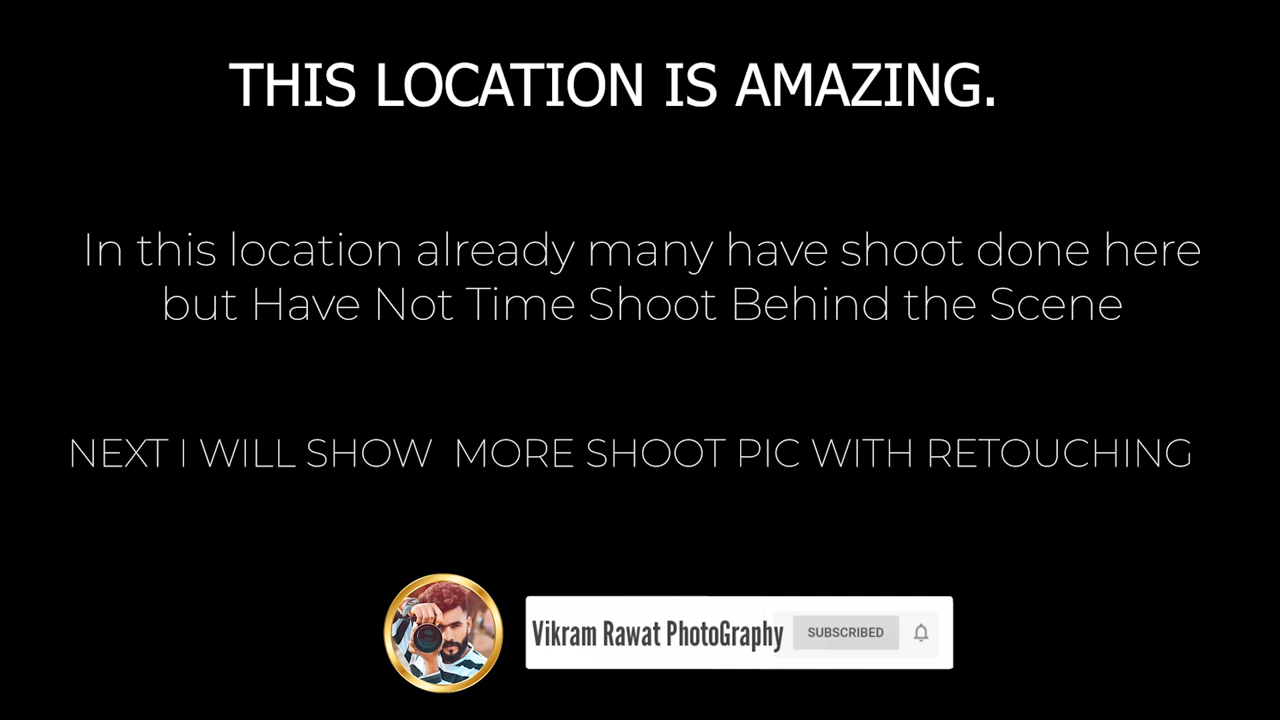 THIS LOCATION IS AMAZING.
In this location already many have shoot done here
but Have Not Time Shoot Behind the Scene
NEXT I WILL SHOW  MORE SHOOT PIC WITH RETOUCHING
Vikram Rawat PhotoGraphy SUBSCRIBED